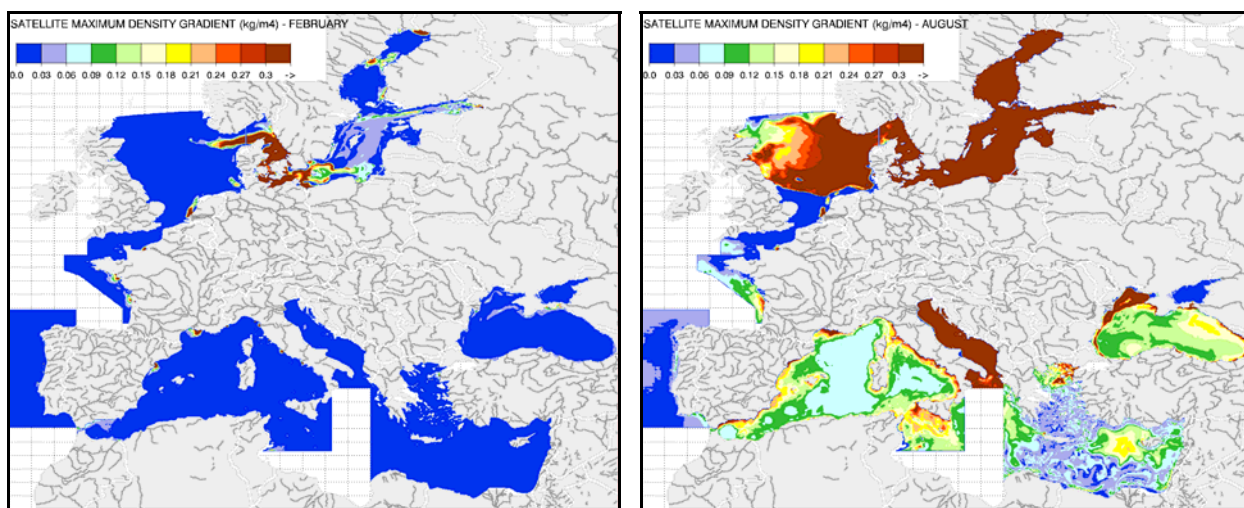 SATELLITE MAXIMUM DENSITY GRADIENT (kg/m4) - FEBRUARY
0.0 0.03 0.06 0.09 0.12 0.15 0.18 0.21 0.24 0.27 0.3 ->
SATELLITE MAXIMUM DENSITY GRADIENT (kg/m4) - AUGUST
0.0 0.03 0.06 0.09 0.12 0.15 0.18 0.21 0.24 0.27 0.3 ->